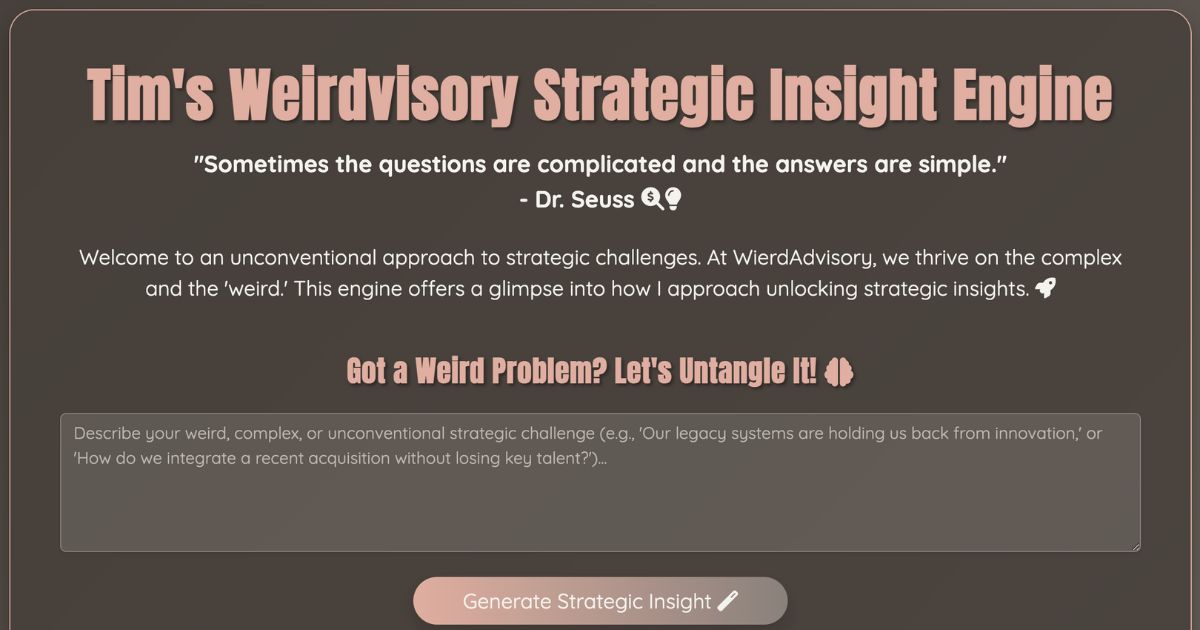 Tim's Weirdvisory Strategic Insight Engine
"Sometimes the questions are complicated and the answers are simple."
- Dr. Seuss
Welcome to an unconventional approach to strategic challenges. At WierdAdvisory, we thrive on the complex
and the 'weird.' This engine offers a glimpse into how I approach unlocking strategic insights.
Got a Weird Problem? Let's Untangle It!
Describe your weird, complex, or unconventional strategic challenge (e.g., 'Our legacy systems are holding us back from innovation,' or
'How do we integrate a recent acquisition without losing key talent?')...
Generate Strategic Insight